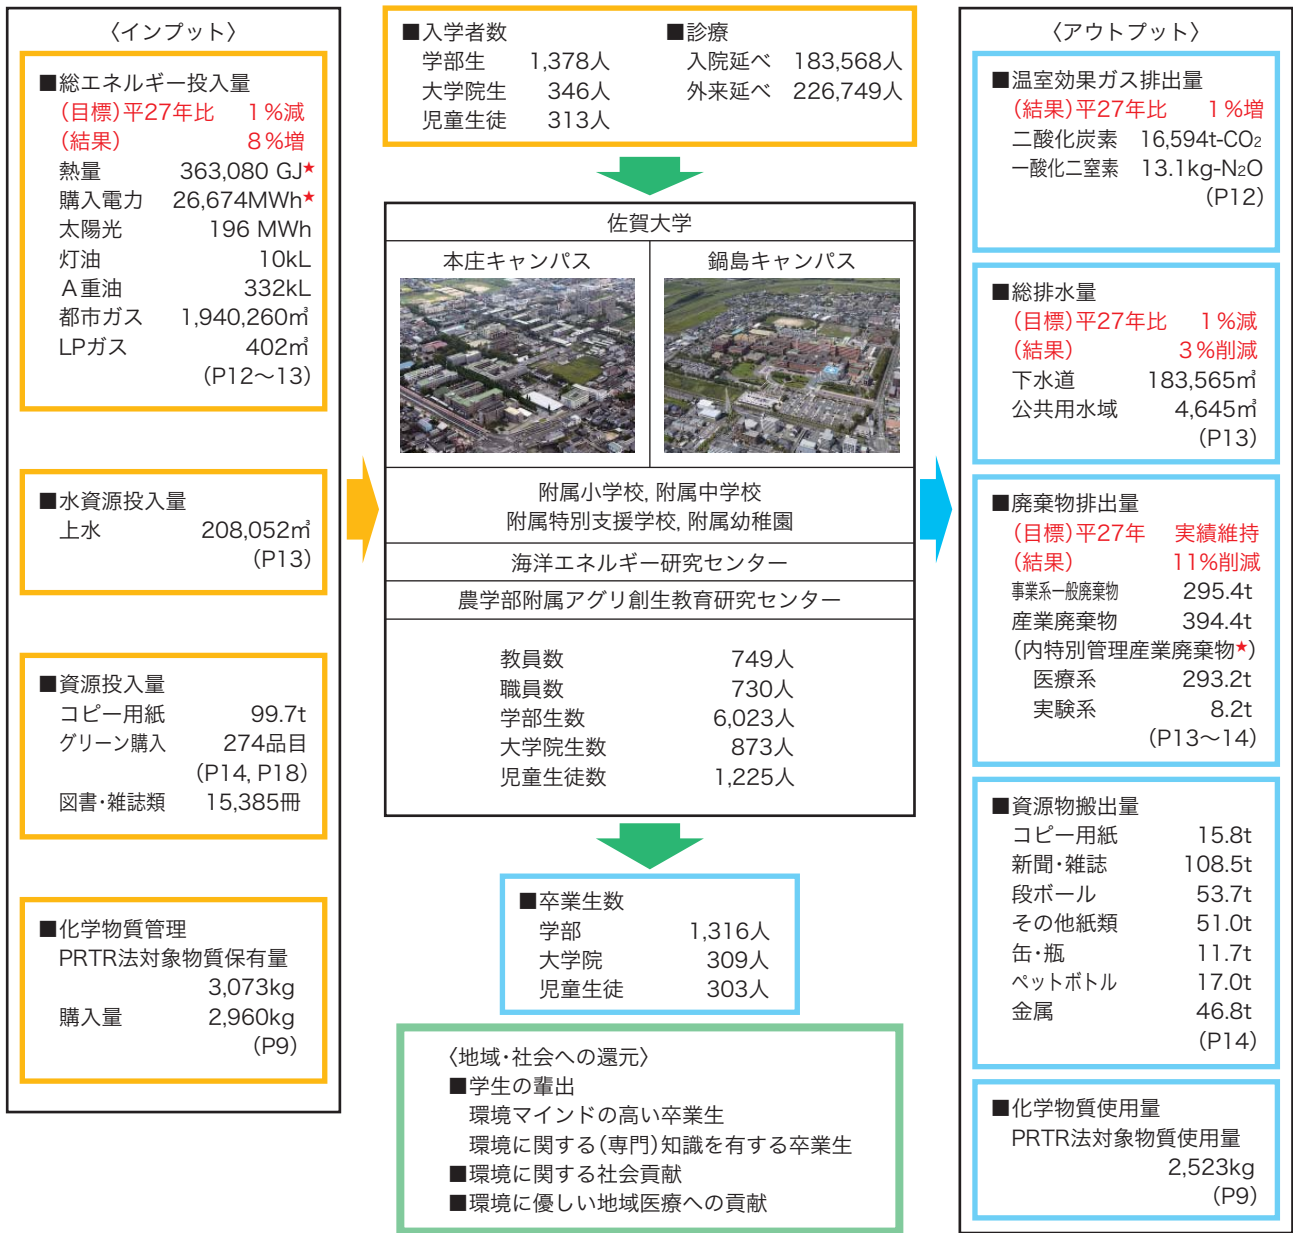 〈インプット〉
■総エネルギー投入量
(目標)平27年比 1%減
(結果) 8%増
熱量 363,080 GJ★
購入電力 26,674MWh★
太陽光 196 MWh
灯油 10kL
A重油 332kL
都市ガス 1,940,260㎥
LPガス 402㎥
(P12〜13)
■水資源投入量
上水 208,052㎥
(P13)
■資源投入量
コピー用紙 99.7t
グリーン購入 274品目
(P14, P18)
図書・雑誌類 15,385冊
■化学物質管理
PRTR法対象物質保有量
3,073kg
購入量 2,960kg
(P9)
■入学者数
学部生 1,378人
大学院生 346人
児童生徒 313人
■診療
入院延べ 183,568人
外来延べ 226,749人
佐賀大学
本庄キャンパス
鍋島キャンパス
附属小学校, 附属中学校
附属特別支援学校, 附属幼稚園
海洋エネルギー研究センター
農学部附属アグリ創生教育研究センター
教員数 749人
職員数 730人
学部生数 6,023人
大学院生数 873人
児童生徒数 1,225人
■卒業生数
学部 1,316人
大学院 309人
児童生徒 303人
〈地域・社会への還元〉
■学生の輩出
環境マインドの高い卒業生
環境に関する(専門)知識を有する卒業生
■環境に関する社会貢献
■環境に優しい地域医療への貢献
〈アウトプット〉
■温室効果ガス排出量
(結果)平27年比 1%増
二酸化炭素 16,594t-CO₂
一酸化二窒素 13.1kg-N₂O
(P12)
■総排水量
(目標)平27年比 1%減
(結果) 3%削減
下水道 183,565㎥
公共用水域 4,645㎥
(P13)
■廃棄物排出量
(目標)平27年 実績維持
(結果) 11%削減
事業系一般廃棄物 295.4t
産業廃棄物 394.4t
(内特別管理産業廃棄物★)
医療系 293.2t
実験系 8.2t
(P13〜14)
■資源物搬出量
コピー用紙 15.8t
新聞・雑誌 108.5t
段ボール 53.7t
その他紙類 51.0t
缶・瓶 11.7t
ペットボトル 17.0t
金属 46.8t
(P14)
■化学物質使用量
PRTR法対象物質使用量
2,523kg
(P9)